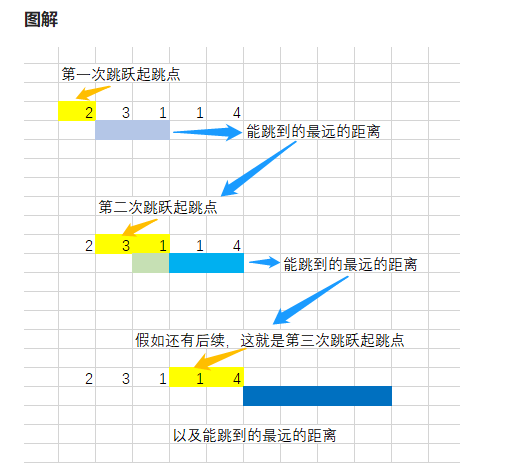 图解
第一次跳跃起跳点
2 3 1 1 4
能跳到的最远的距离
第二次跳跃起跳点
2 3 1 1 4
能跳到的最远的距离
假如还有后续，这就是第三次跳跃起跳点
2 3 1 1 4
以及能跳到的最远的距离